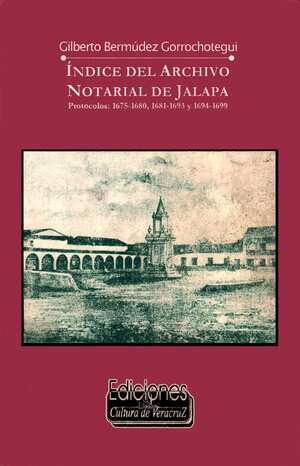 Gilberto Bermúdez Gorrochotegui
ÍNDICE DEL ARCHIVO
NOTARIAL DE JALAPA
PROTOCOLOS: 1675-1680, 1681-1693 y 1694-1699
Ediciones
Cultura de VeracruZ